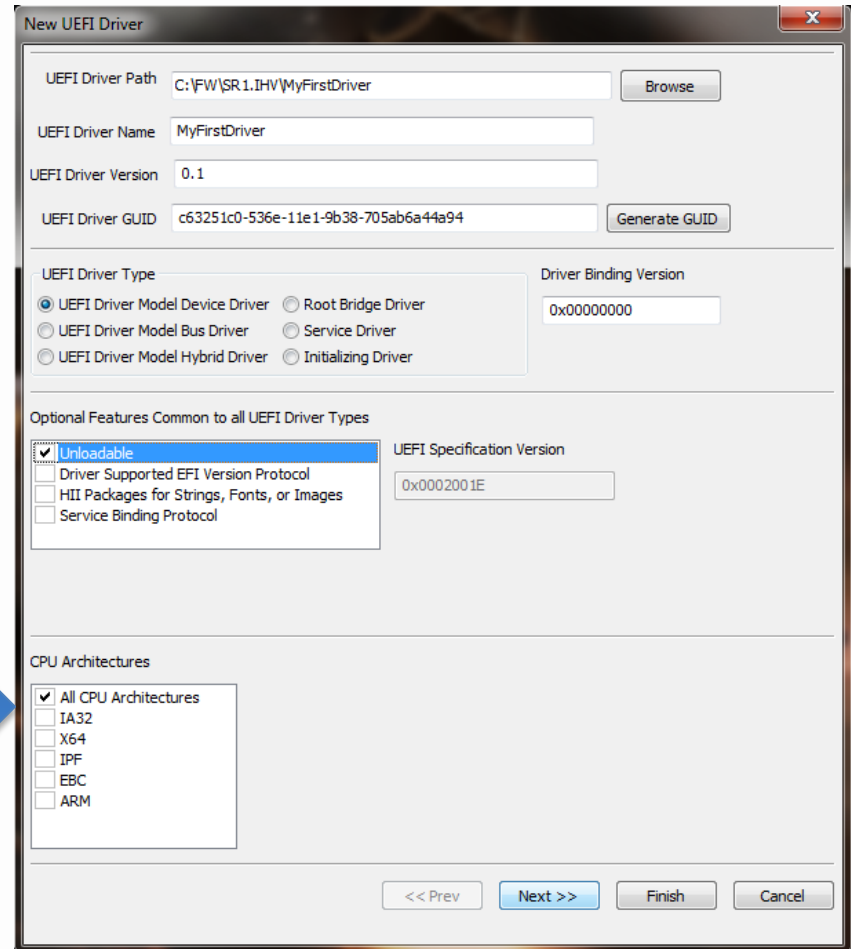 New UEFI Driver
x
UEFI Driver Path C:\FW\SR1.IHV\MyFirstDriver Browse
UEFI Driver Name MyFirstDriver
UEFI Driver Version 0.1
UEFI Driver GUID c63251c0-536e-11e1-9b38-705ab6a44a94 Generate GUID
UEFI Driver Type Driver Binding Version
UEFI Driver Model Device Driver Root Bridge Driver 0x00000000
UEFI Driver Model Bus Driver Service Driver
UEFI Driver Model Hybrid Driver Initializing Driver
Optional Features Common to all UEFI Driver Types
Unloadable UEFI Specification Version
Driver Supported EFI Version Protocol
HII Packages for Strings, Fonts, or Images 0x0002001E
Service Binding Protocol
CPU Architectures
All CPU Architectures
IA32
X64
IPF
EBC
ARM
<< Prev Next >> Finish Cancel